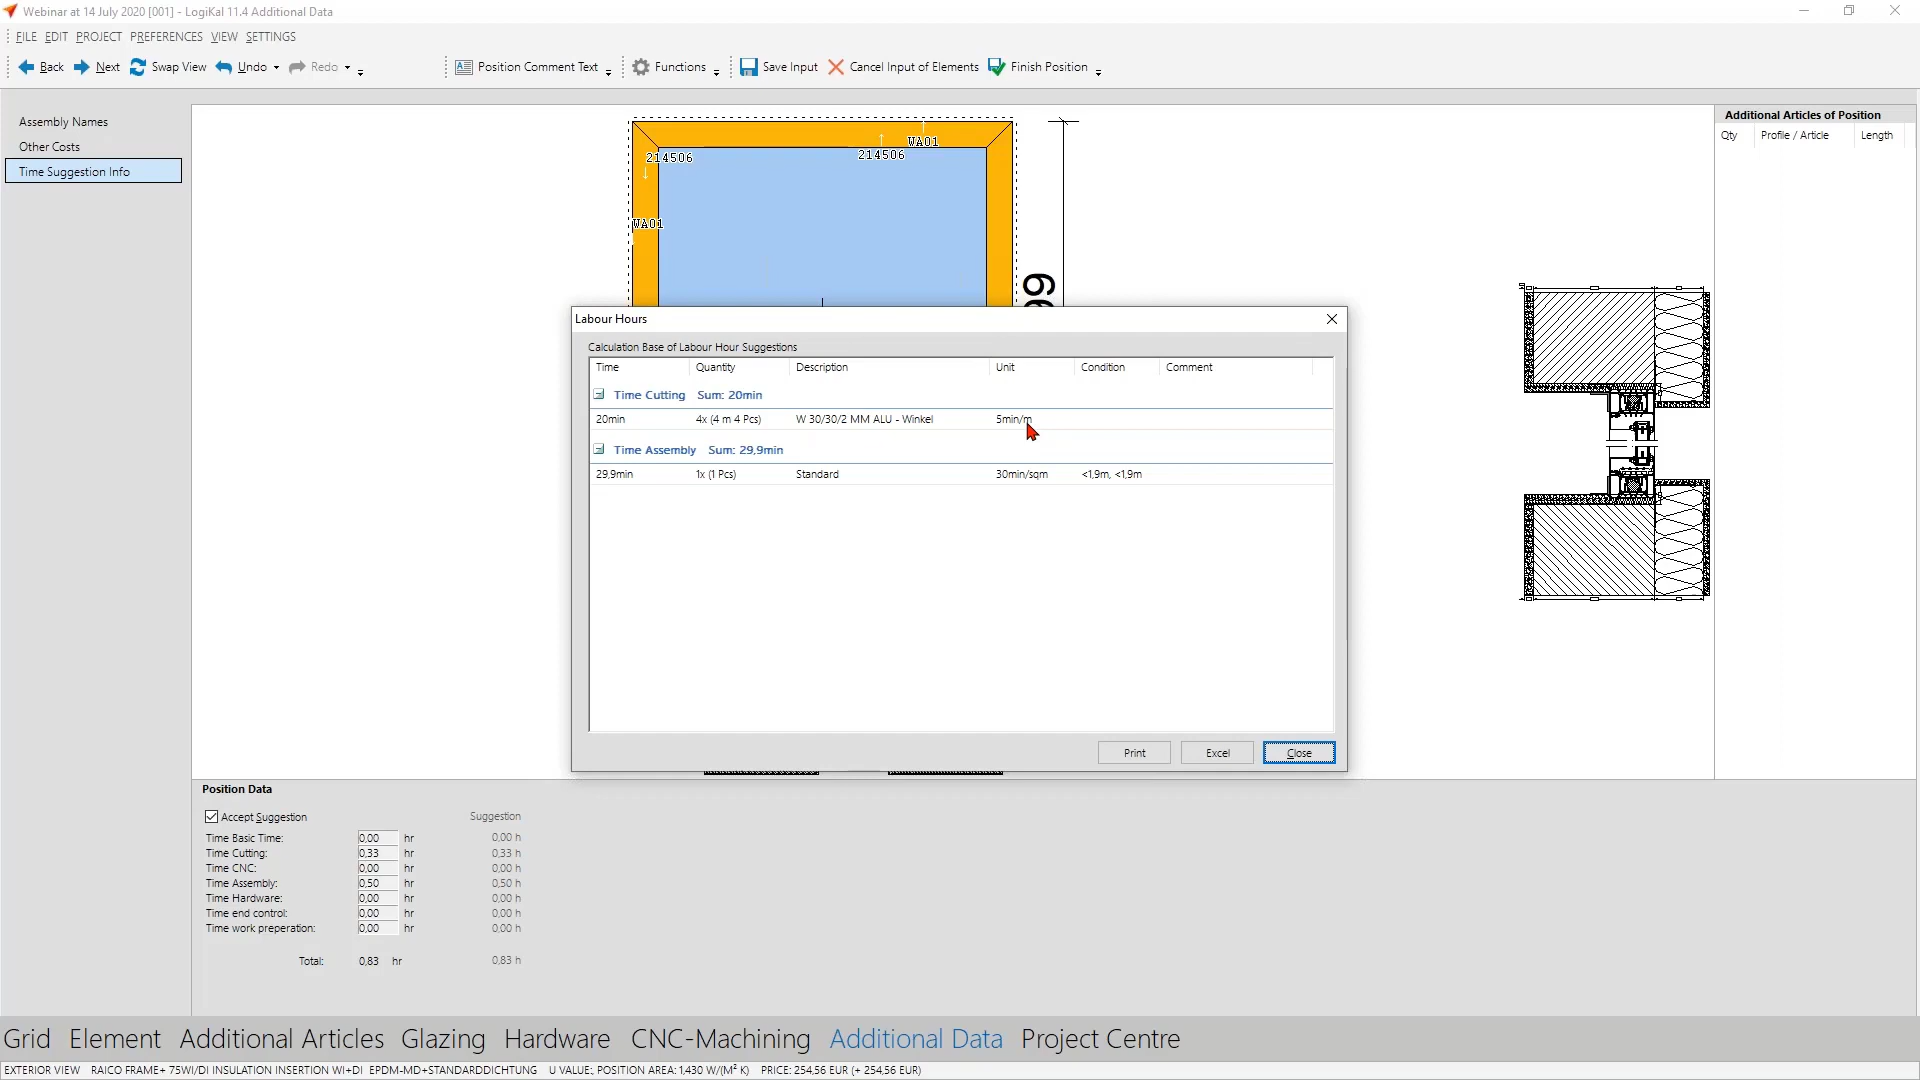 Webinar at 14 July 2020 [001] - LogiKal 11.4 Additional Data
FILE EDIT PROJECT PREFERENCES VIEW SETTINGS
Back Next Swap View Undo Redo Position Comment Text Functions Save Input Cancel Input of Elements Finish Position
Assembly Names
Other Costs
Time Suggestion Info
214506
214506
WA01
WA01
Additional Articles of Position
Qty Profile / Article Length
Labour Hours
Calculation Base of Labour Hour Suggestions
Time Quantity Description Unit Condition Comment
Time Cutting Sum: 20min
20min 4x (4 m 4 Pcs) W 30/30/2 MM ALU - Winkel 5min/m
Time Assembly Sum: 29,9min
29,9min 1x (1 Pcs) Standard 30min/sqm <1,9m, <1,9m
Print Excel Close
Position Data
Accept Suggestion Suggestion
Time Basic Time: 0,00 hr 0,00 h
Time Cutting: 0,33 hr 0,33 h
Time CNC: 0,00 hr 0,00 h
Time Assembly: 0,50 hr 0,50 h
Time Hardware: 0,00 hr 0,00 h
Time end control: 0,00 hr 0,00 h
Time work preperation: 0,00 hr 0,00 h
Total: 0,83 hr 0,83 h
Grid Element Additional Articles Glazing Hardware CNC-Machining Additional Data Project Centre
EXTERIOR VIEW RAICO FRAME+ 75WI/DI INSULATION INSERTION WI+DI EPDM-MD+STANDARDDICHTUNG U VALUE:, POSITION AREA: 1,430 W/(M² K) PRICE: 254,56 EUR (+ 254,56 EUR)